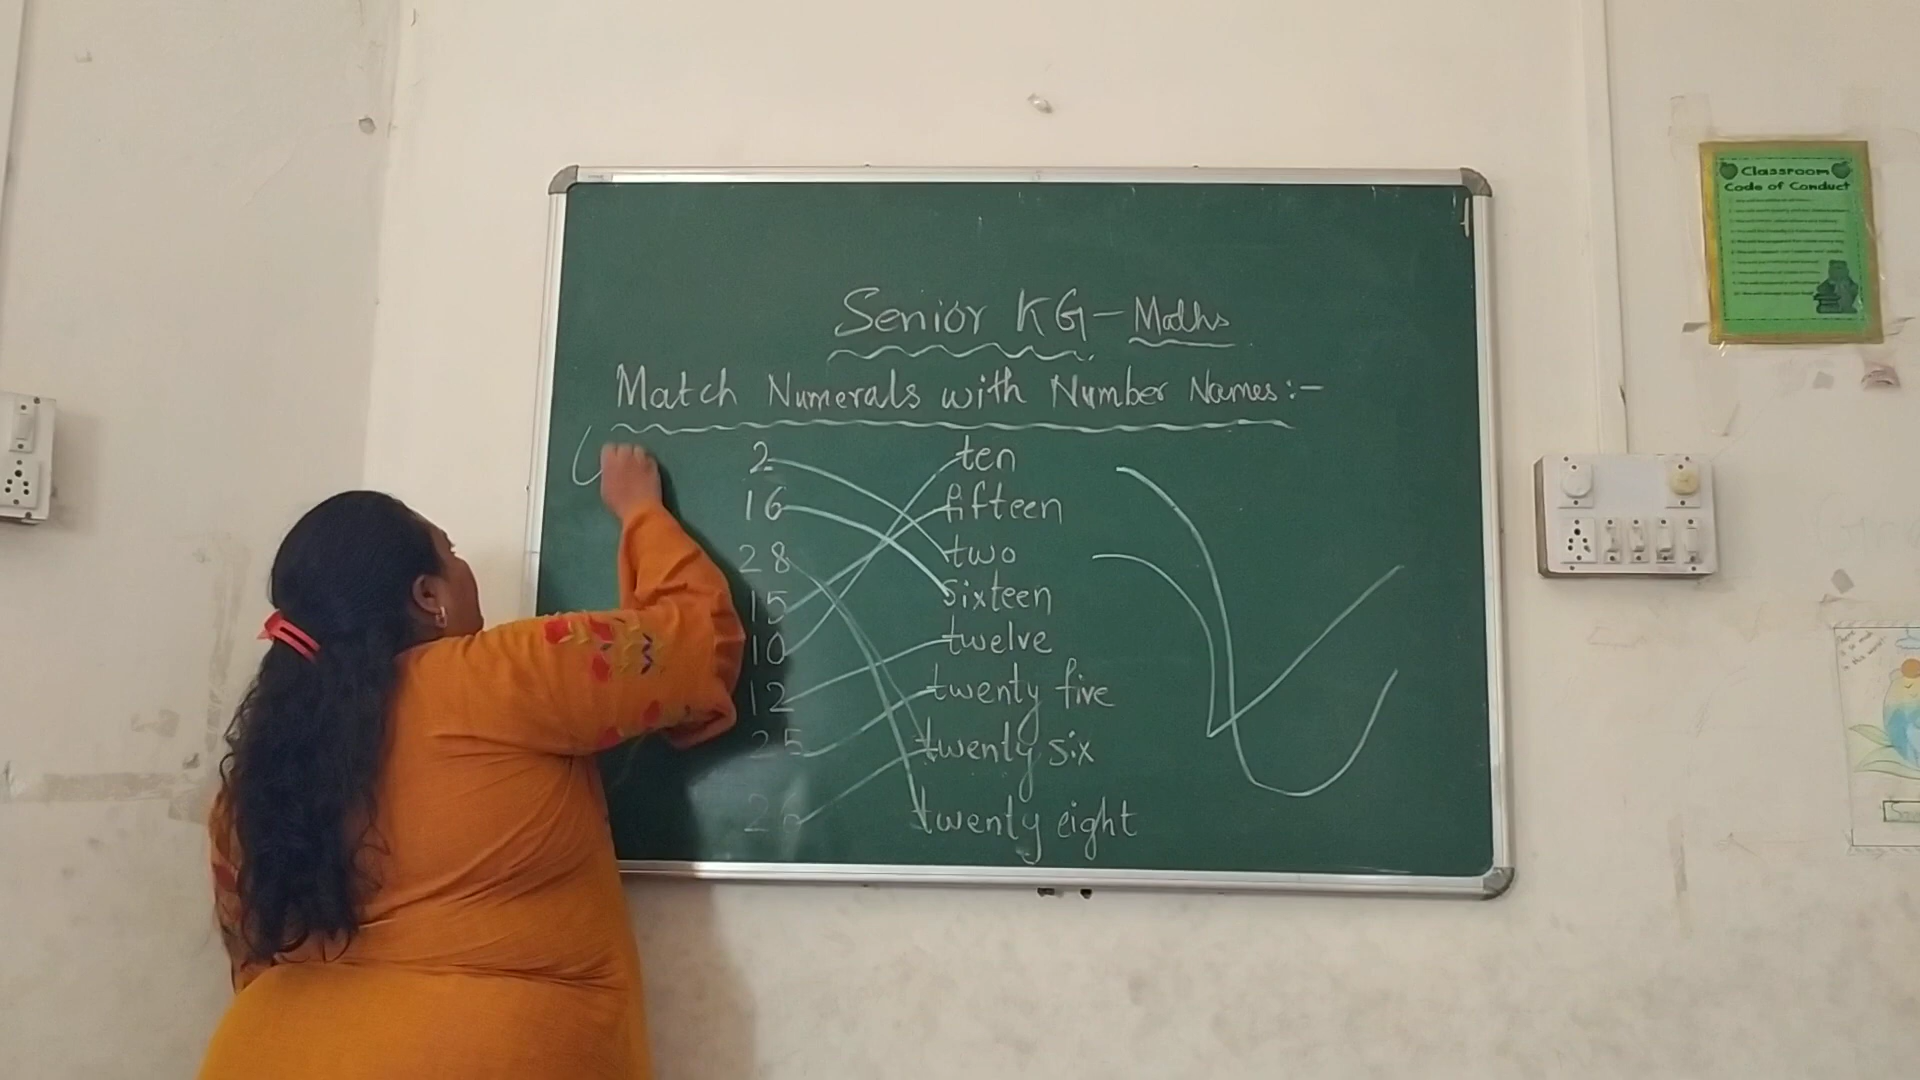 Senior KG - Maths
Match Numerals with Number Names:-
2 ten
16 fifteen
28 two
15 sixteen
10 twelve
12 twenty five
25 twenty six
26 twenty eight
Classroom
Code of Conduct